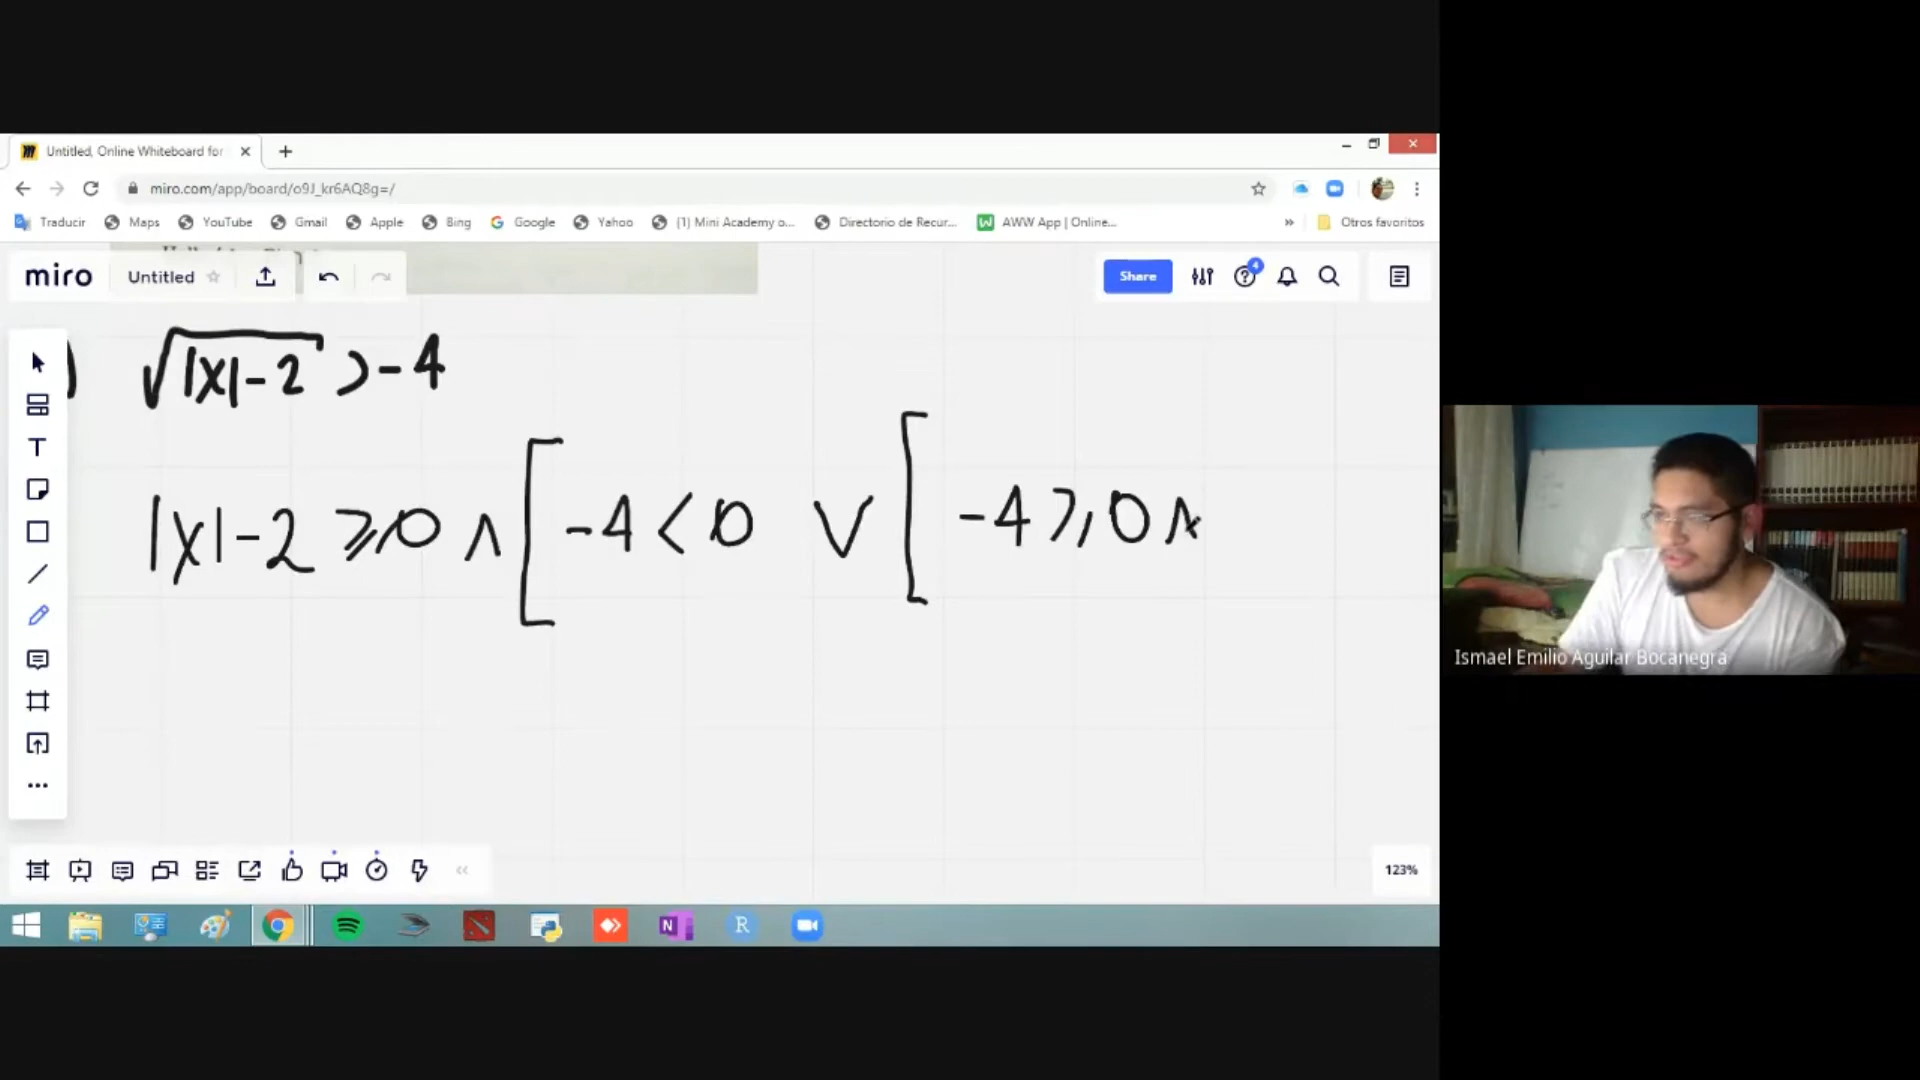 Untitled, Online Whiteboard for
miro.com/app/board/o9J_kr6AQ8g=/
Traducir Maps YouTube Gmail Apple Bing Google Yahoo (1) Mini Academy o... Directorio de Recur... AWW App | Online... » Otros favoritos
miro Untitled Share 4
) √|x|-2 > -4
|x|-2 ≥ 0 ∧ [ -4 < 0 ∨ [ -4 ≥ 0 ∧
Ismael Emilio Aguilar Bocanegra
123%